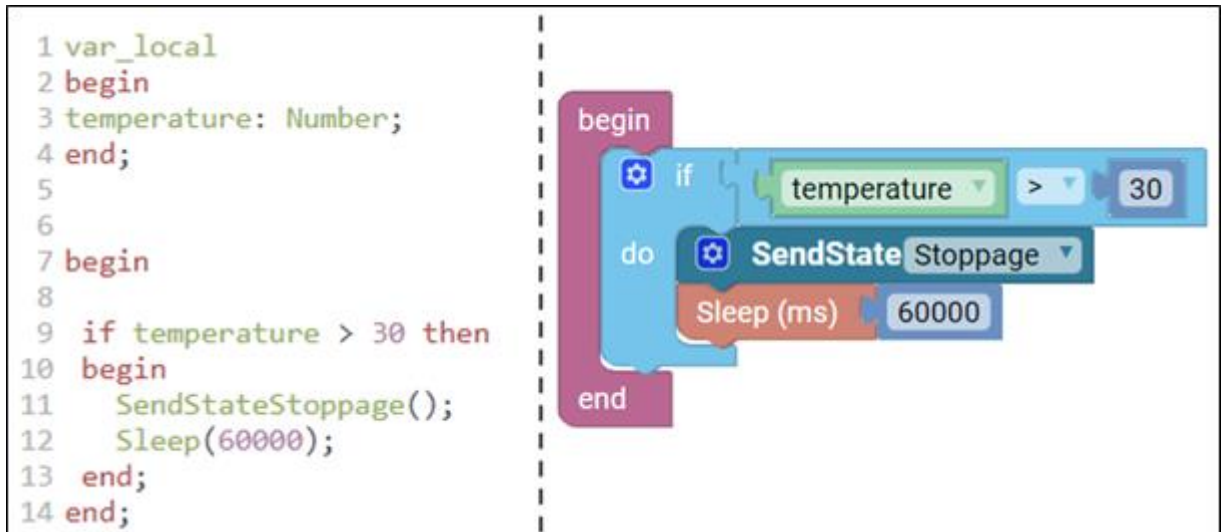 1 var_local
2 begin
3 temperature: Number;
4 end;
5
6
7 begin
8
9 if temperature > 30 then
10 begin
11 SendStateStoppage();
12 Sleep(60000);
13 end;
14 end;
begin
if temperature > 30
do SendState Stoppage
Sleep (ms) 60000
end